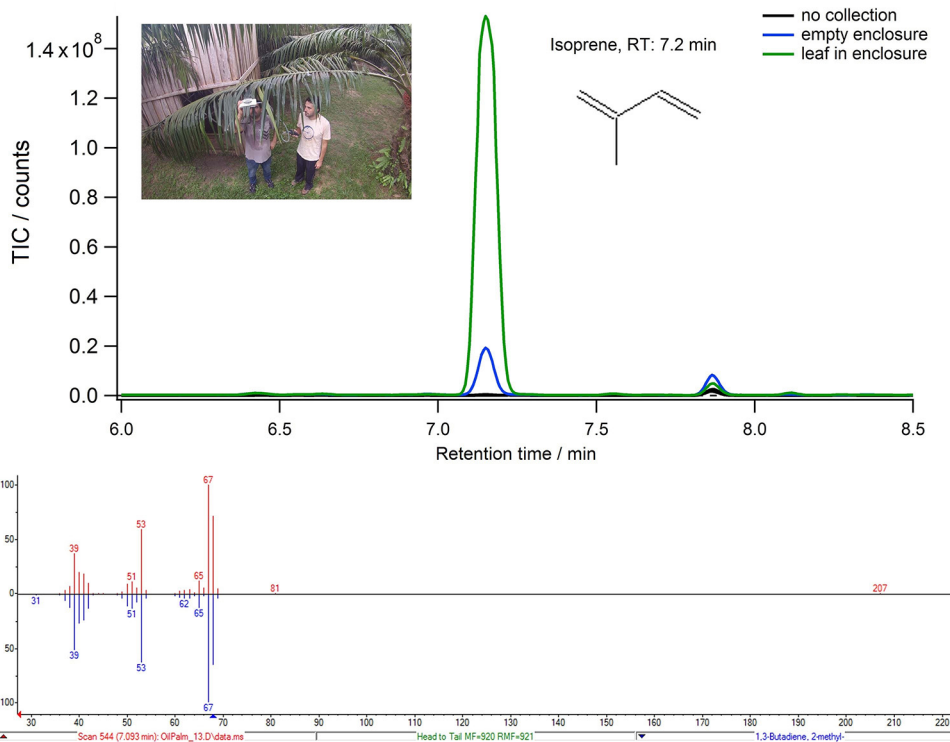 no collection
empty enclosure
leaf in enclosure
Isoprene, RT: 7.2 min
TIC / counts
1.4x10⁸
1.2
1.0
0.8
0.6
0.4
0.2
0.0
6.0 6.5 7.0 7.5 8.0 8.5
Retention time / min
100
50
0
50
100
39 51 53 65 67 81 207
31 39 51 53 62 65 67
30 40 50 60 70 80 90 100 110 120 130 140 150 160 170 180 190 200 210 220
Scan 544 (7.093 min): OilPalm_13.D\data.ms Head to Tail MF=920 RMF=921 1,3-Butadiene, 2-methyl-